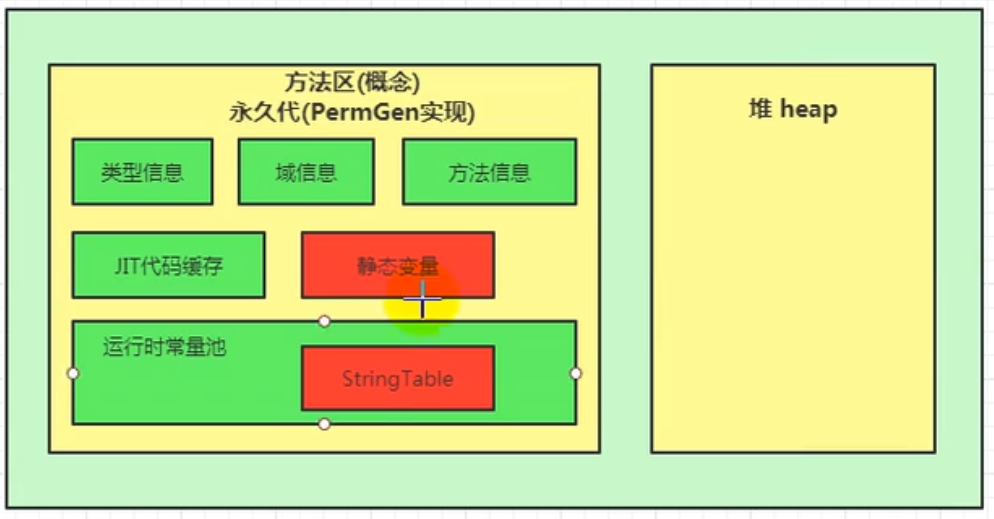 方法区(概念)
永久代(PermGen实现)
类型信息
域信息
方法信息
JIT代码缓存
静态变量
运行时常量池
StringTable
堆 heap